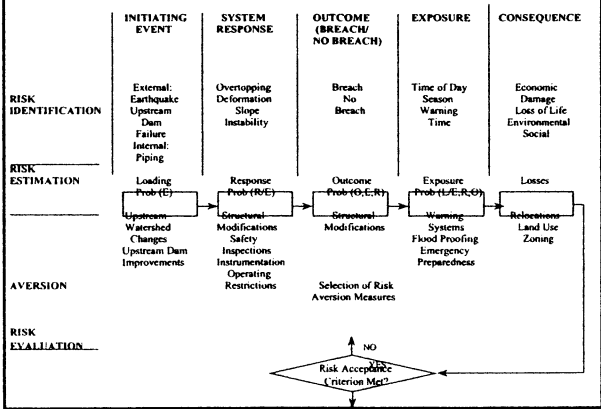 INITIATING EVENT
SYSTEM RESPONSE
OUTCOME (BREACH/ NO BREACH)
EXPOSURE
CONSEQUENCE
RISK IDENTIFICATION
External:
Earthquake
Upstream
Dam
Failure
Internal:
Piping
Overtopping
Deformation
Slope
Instability
Breach
No
Breach
Time of Day
Season
Warning
Time
Economic
Damage
Loss of Life
Environmental
Social
RISK ESTIMATION
Loading
Prob (E)
Response
Prob (R/E)
Outcome
Prob (O,E,R)
Exposure
Prob (L/E,R,O)
Losses
Upstream
Watershed
Changes
Upstream Dam
Improvements
Structural
Modifications
Safety
Inspections
Instrumentation
Operating
Restrictions
Structural
Modifications
Warning
Systems
Flood Proofing
Emergency
Preparedness
Relocations
Land Use
Zoning
AVERSION
Selection of Risk
Aversion Measures
RISK EVALUATION
NO
YES
Risk Acceptance
Criterion Met?